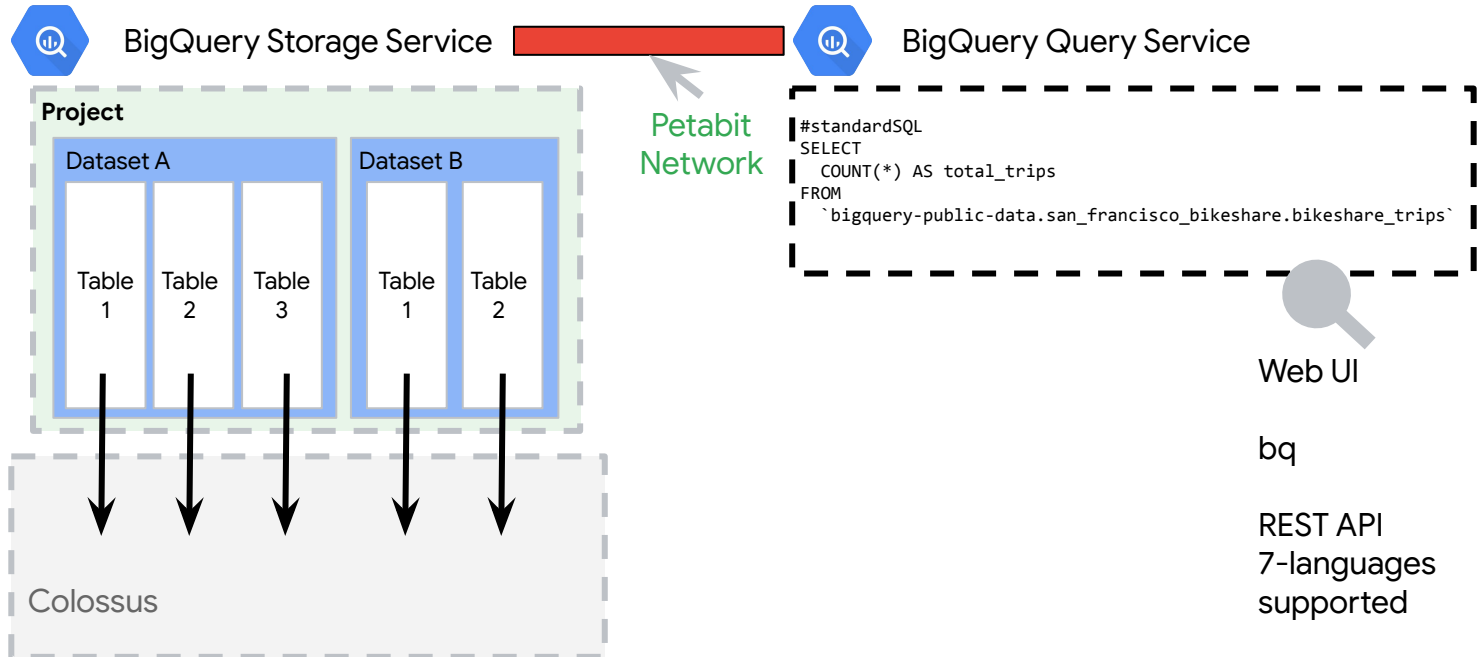 BigQuery Storage Service
BigQuery Query Service
Project
Dataset A
Table
1
Table
2
Table
3
Dataset B
Table
1
Table
2
Colossus
Petabit
Network
#standardSQL
SELECT
  COUNT(*) AS total_trips
FROM
  `bigquery-public-data.san_francisco_bikeshare.bikeshare_trips`
Web UI
bq
REST API
7-languages
supported